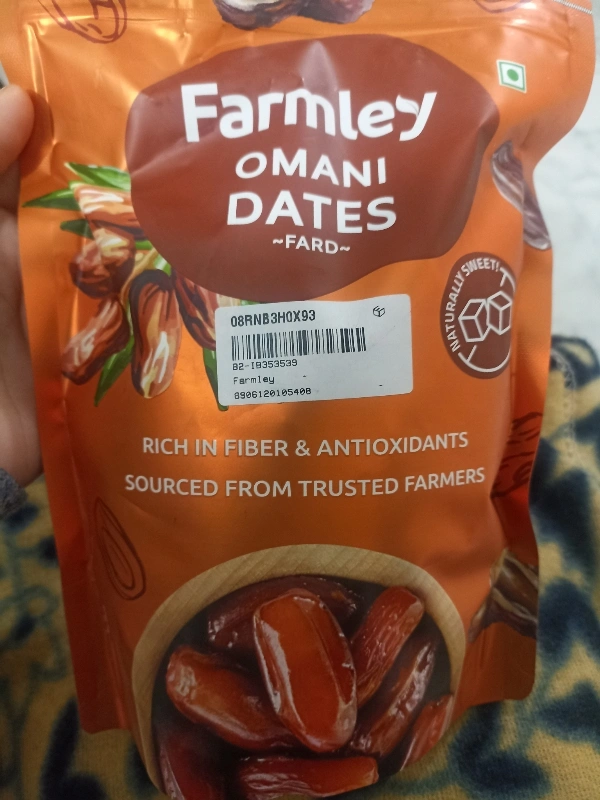 Farmley
OMANI
DATES
~FARD~
NATURALLY SWEET!
08RNB3H0X93
B2-IB353539
Farmley
8906120105408
RICH IN FIBER & ANTIOXIDANTS
SOURCED FROM TRUSTED FARMERS